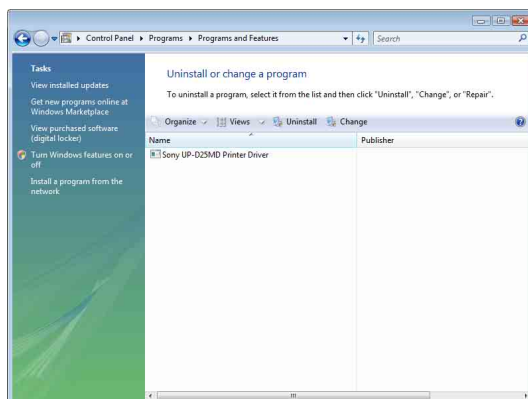 Control Panel ▸ Programs ▸ Programs and Features
Search
Tasks
View installed updates
Get new programs online at
Windows Marketplace
View purchased software
(digital locker)
Turn Windows features on or
off
Install a program from the
network
Uninstall or change a program
To uninstall a program, select it from the list and then click "Uninstall", "Change", or "Repair".
Organize Views Uninstall Change
Name Publisher
Sony UP-D25MD Printer Driver